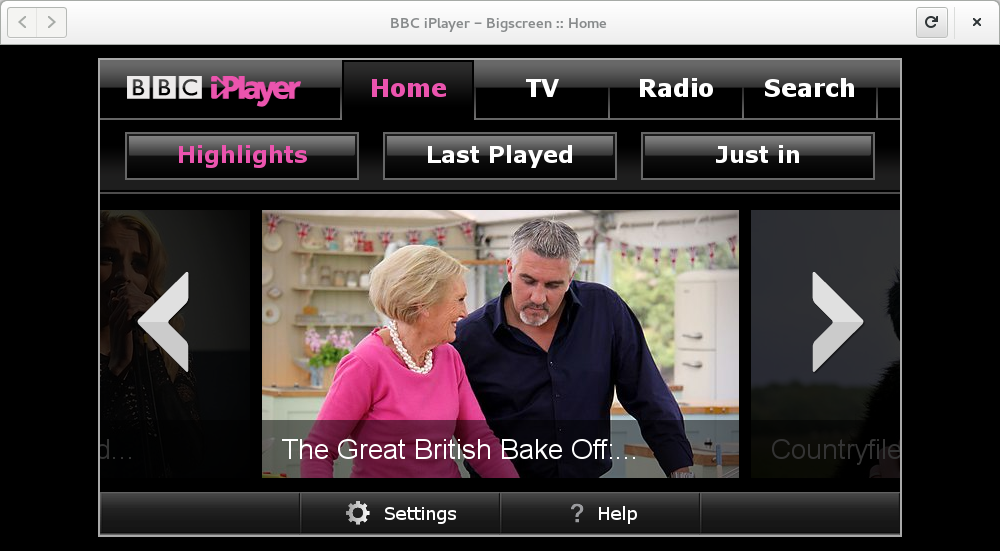 BBC iPlayer – Bigscreen :: Home
BBC iPlayer
Home
TV
Radio
Search
Highlights
Last Played
Just in
d...
The Great British Bake Off:...
Countryfile
Settings
? Help